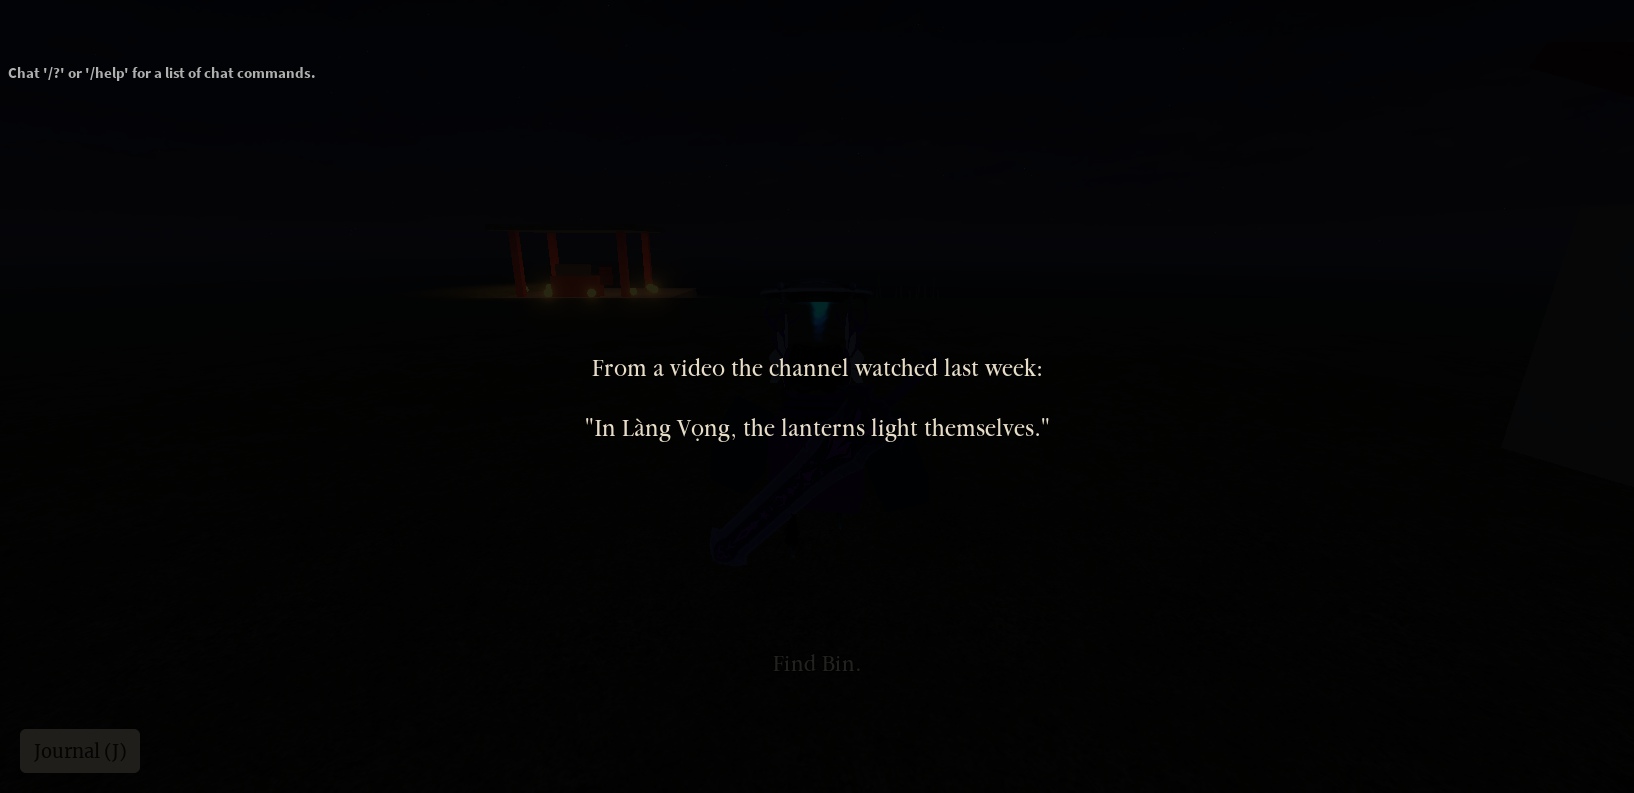 Chat '/?' or '/help' for a list of chat commands.
From a video the channel watched last week:
"In Làng Vọng, the lanterns light themselves."
Find Bin.
Journal (J)